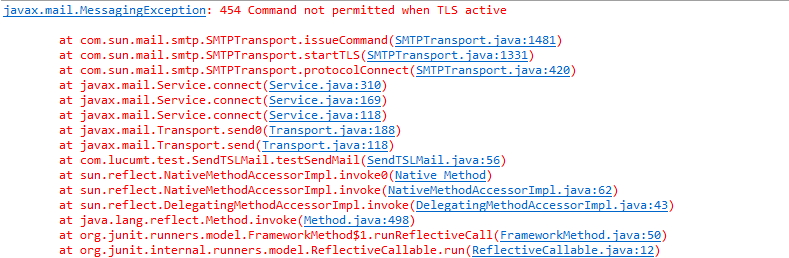 javax.mail.MessagingException: 454 Command not permitted when TLS active
at com.sun.mail.smtp.SMTPTransport.issueCommand(SMTPTransport.java:1481)
at com.sun.mail.smtp.SMTPTransport.startTLS(SMTPTransport.java:1331)
at com.sun.mail.smtp.SMTPTransport.protocolConnect(SMTPTransport.java:420)
at javax.mail.Service.connect(Service.java:310)
at javax.mail.Service.connect(Service.java:169)
at javax.mail.Service.connect(Service.java:118)
at javax.mail.Transport.send0(Transport.java:188)
at javax.mail.Transport.send(Transport.java:118)
at com.lucumt.test.SendTSLMail.testSendMail(SendTSLMail.java:56)
at sun.reflect.NativeMethodAccessorImpl.invoke0(Native Method)
at sun.reflect.NativeMethodAccessorImpl.invoke(NativeMethodAccessorImpl.java:62)
at sun.reflect.DelegatingMethodAccessorImpl.invoke(DelegatingMethodAccessorImpl.java:43)
at java.lang.reflect.Method.invoke(Method.java:498)
at org.junit.runners.model.FrameworkMethod$1.runReflectiveCall(FrameworkMethod.java:50)
at org.junit.internal.runners.model.ReflectiveCallable.run(ReflectiveCallable.java:12)